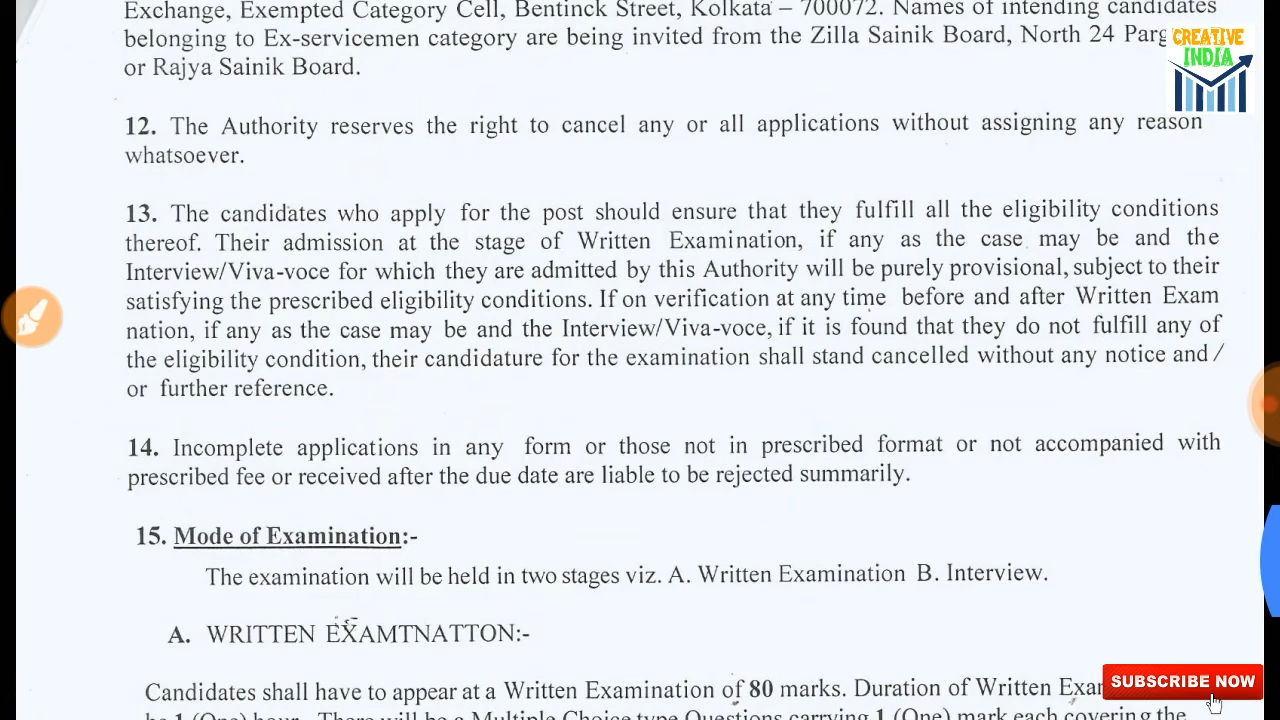 Exchange, Exempted Category Cell, Bentinck Street, Kolkata – 700072. Names of intending candidates
belonging to Ex-servicemen category are being invited from the Zilla Sainik Board, North 24 Parg
or Rajya Sainik Board.
CREATIVE
INDIA
12. The Authority reserves the right to cancel any or all applications without assigning any reason
whatsoever.
13. The candidates who apply for the post should ensure that they fulfill all the eligibility conditions
thereof. Their admission at the stage of Written Examination, if any as the case may be and the
Interview/Viva-voce for which they are admitted by this Authority will be purely provisional, subject to their
satisfying the prescribed eligibility conditions. If on verification at any time before and after Written Exam
nation, if any as the case may be and the Interview/Viva-voce, if it is found that they do not fulfill any of
the eligibility condition, their candidature for the examination shall stand cancelled without any notice and /
or further reference.
14. Incomplete applications in any form or those not in prescribed format or not accompanied with
prescribed fee or received after the due date are liable to be rejected summarily.
15. Mode of Examination:-
The examination will be held in two stages viz. A. Written Examination B. Interview.
A. WRITTEN EXAMTNATTON:-
Candidates shall have to appear at a Written Examination of 80 marks. Duration of Written Exa
SUBSCRIBE NOW
be 1 (One) hour. There will be a Multiple Choice type Questions carrying 1 (One) mark each covering the